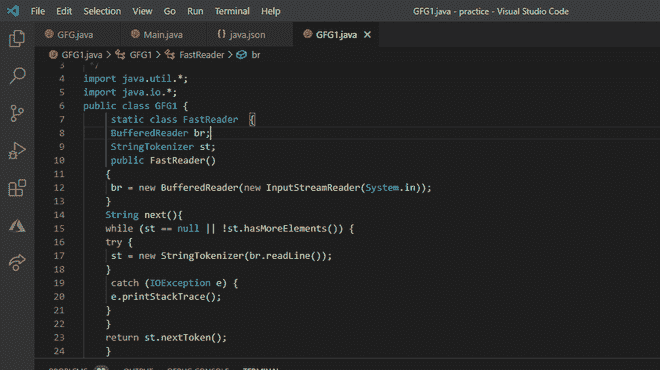 File Edit Selection View Go Run Terminal Help GFG1.java - practice - Visual Studio Code
GFG.java Main.java java.json GFG1.java
GFG1.java > GFG1 > FastReader > br
3 */
4 import java.util.*;
5 import java.io.*;
6 public class GFG1 {
7 static class FastReader {
8 BufferedReader br;
9 StringTokenizer st;
10 public FastReader()
11 {
12 br = new BufferedReader(new InputStreamReader(System.in));
13 }
14 String next(){
15 while (st == null || !st.hasMoreElements()) {
16 try {
17 st = new StringTokenizer(br.readLine());
18 }
19 catch (IOException e) {
20 e.printStackTrace();
21 }
22 }
23 return st.nextToken();
24 }
PROBLEMS OUTPUT DEBUG CONSOLE TERMINAL